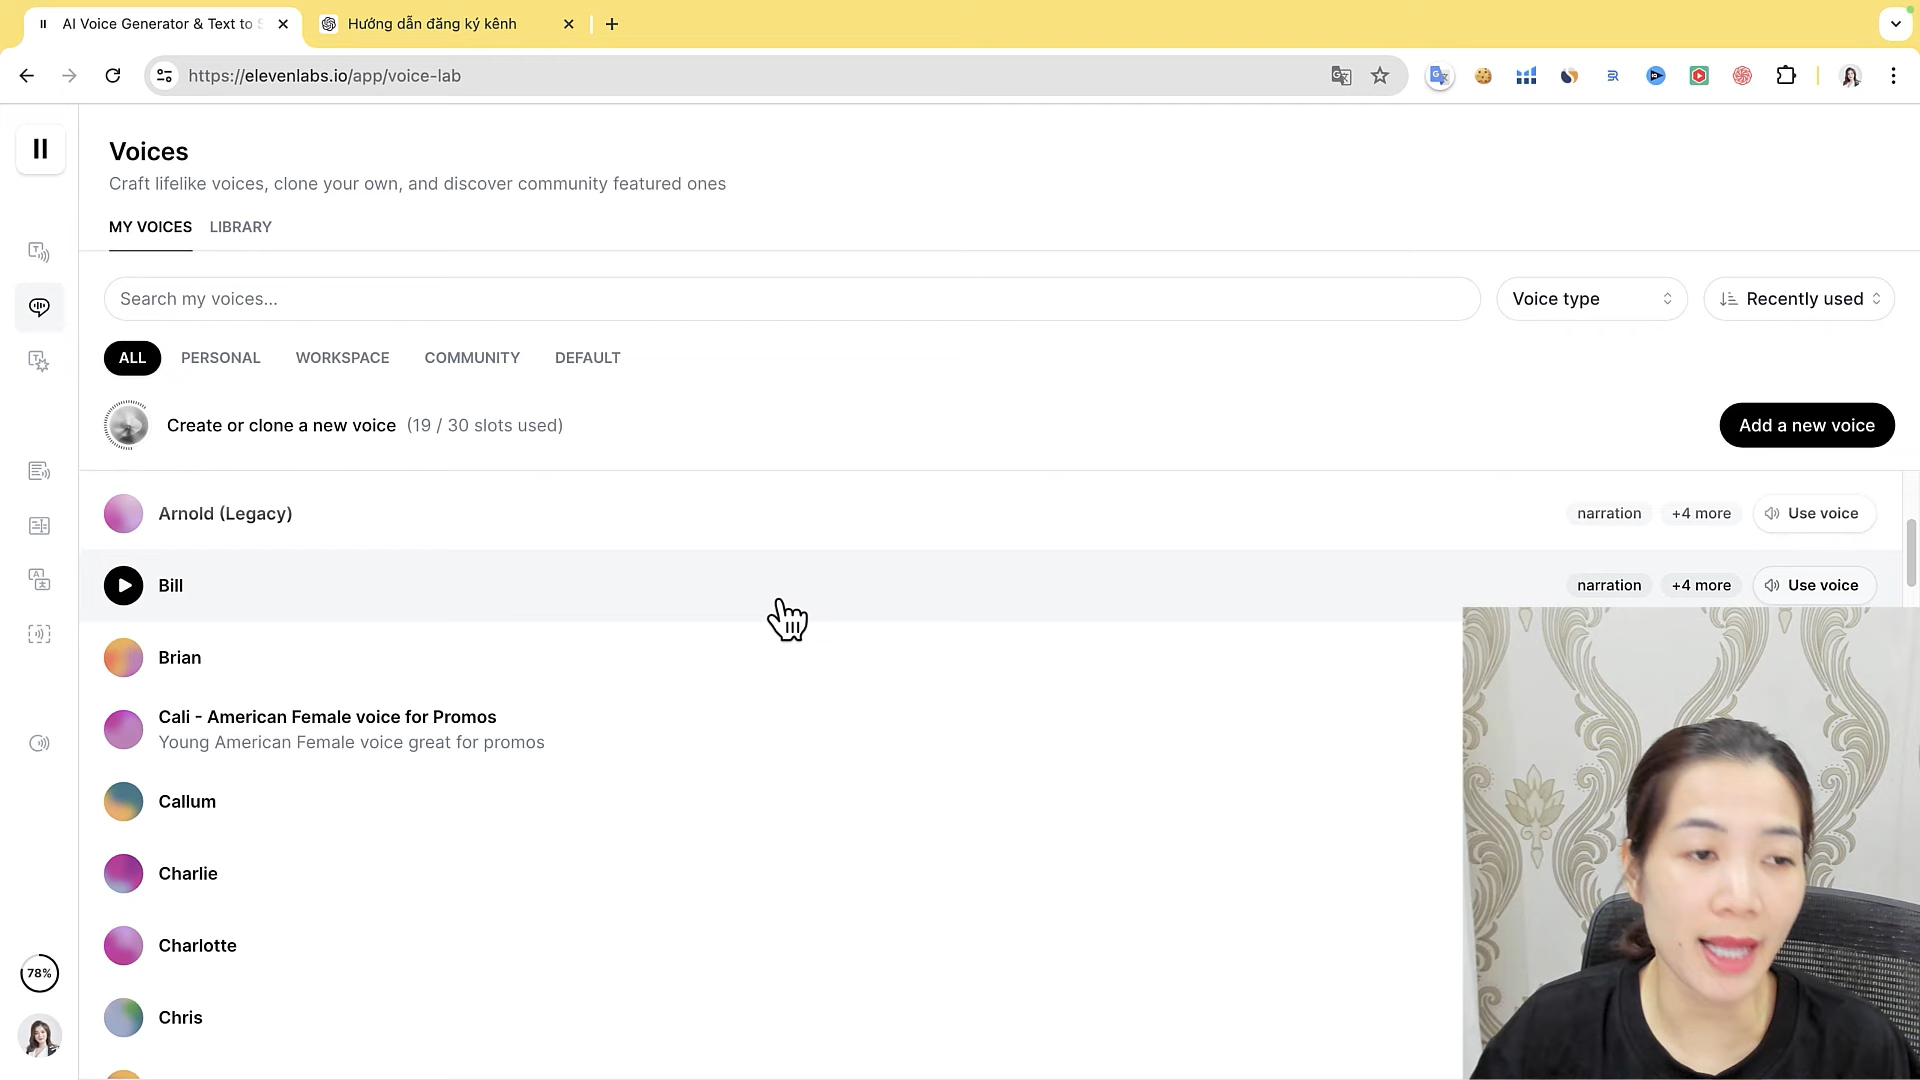 AI Voice Generator & Text to S
Hướng dẫn đăng ký kênh
https://elevenlabs.io/app/voice-lab
Voices
Craft lifelike voices, clone your own, and discover community featured ones
MY VOICES LIBRARY
Search my voices...
Voice type
Recently used
ALL PERSONAL WORKSPACE COMMUNITY DEFAULT
Create or clone a new voice (19 / 30 slots used)
Add a new voice
Arnold (Legacy)
narration +4 more Use voice
Bill
narration +4 more Use voice
Brian
Cali - American Female voice for Promos
Young American Female voice great for promos
Callum
Charlie
Charlotte
Chris
78%